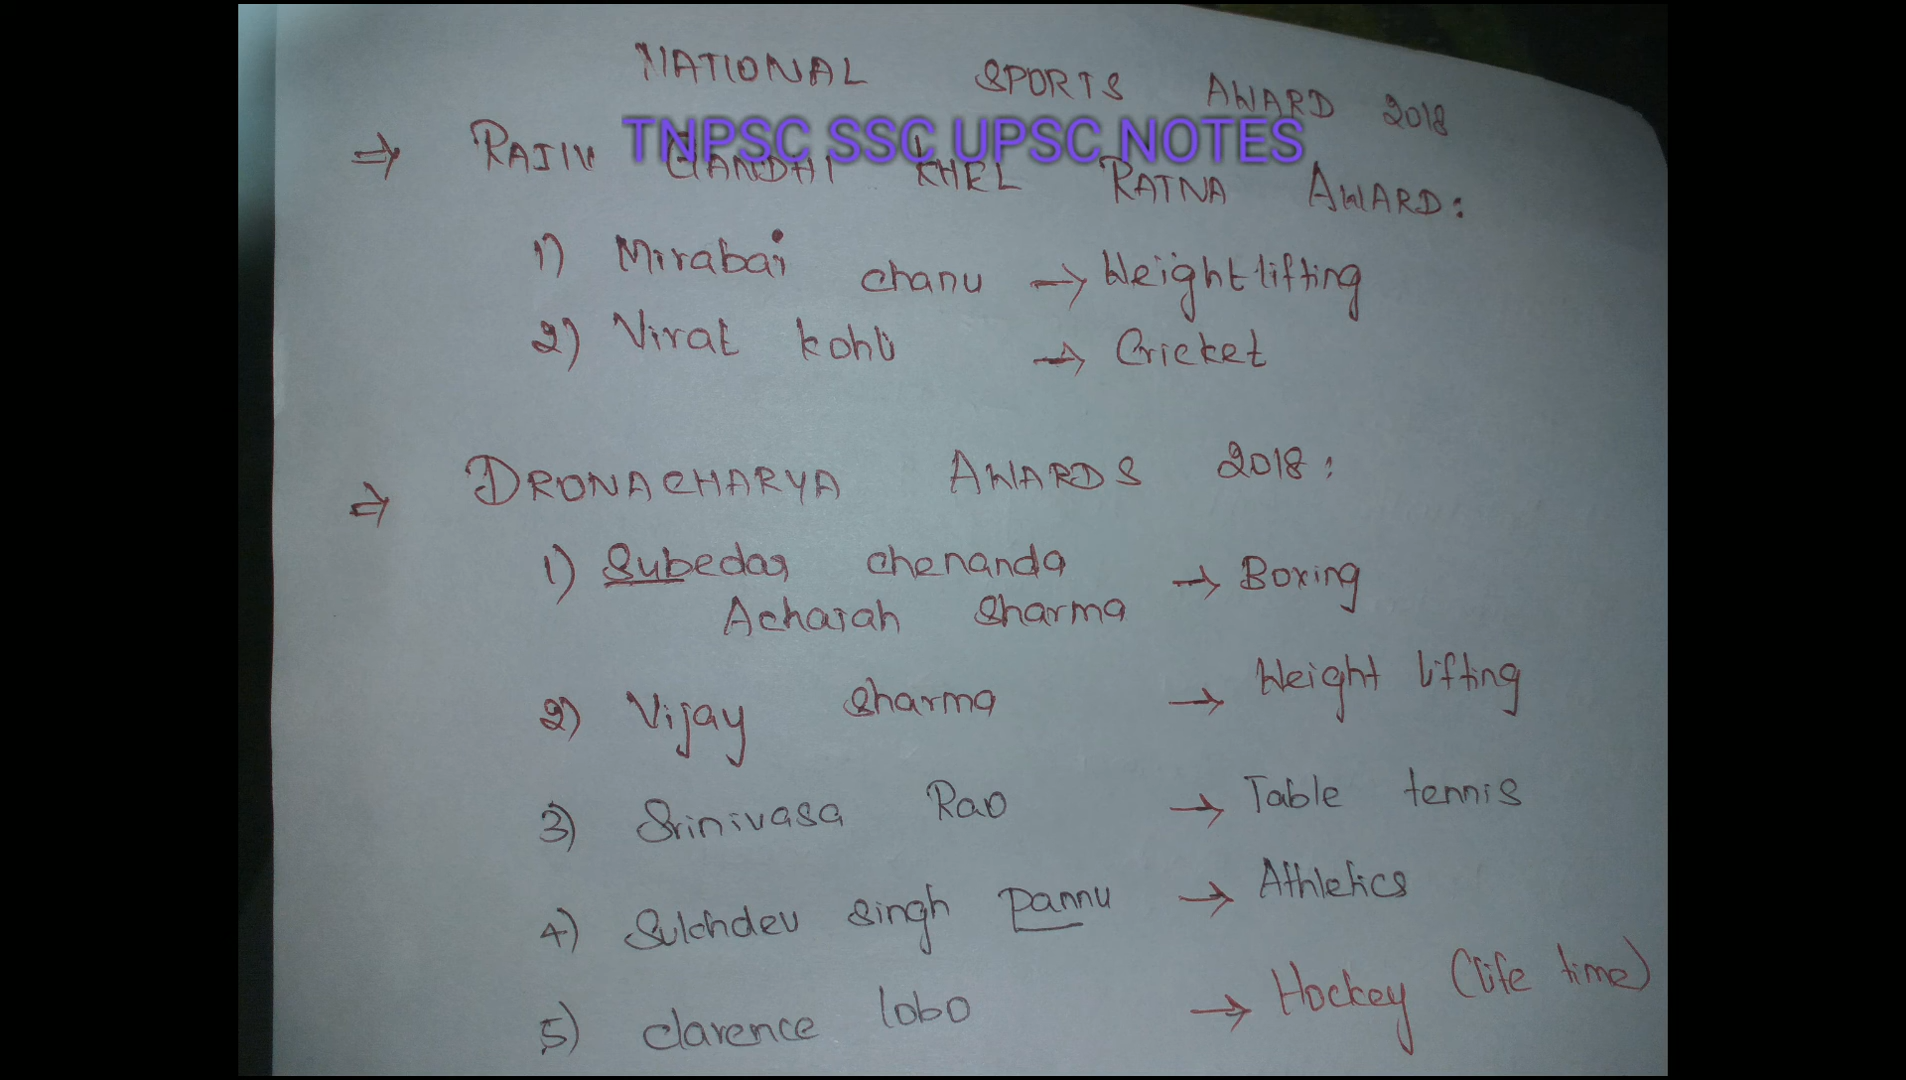 NATIONAL SPORTS AWARD 2018
TNPSC SSC UPSC NOTES
⇒ RAJIV GANDHI KHEL RATNA AWARD:
1) Mirabai chanu → Weightlifting
2) Virat kohli → Cricket
⇒ DRONACHARYA AWARDS 2018:
1) Subedar chenanda → Boxing
Acharah Sharma
2) Vijay Sharma → Weight lifting
3) Srinivasa Rao → Table tennis
4) Sukhdev Singh Pannu → Athletics
5) clarence lobo → Hockey (life time)